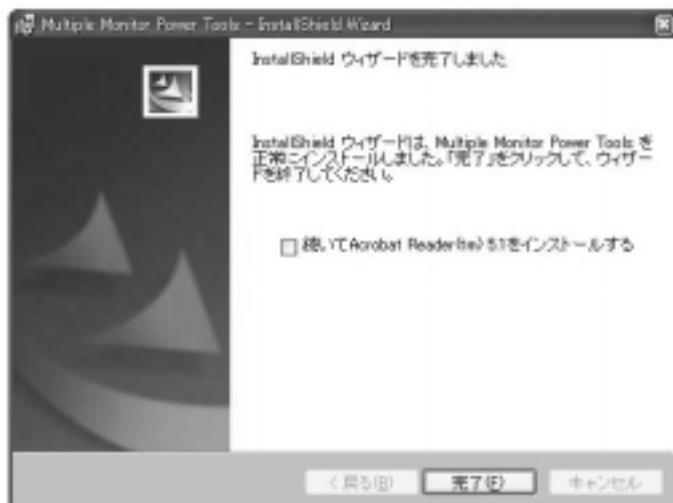 Multiple Monitor Power Tools - InstallShield Wizard
InstallShield ウィザードを完了しました
InstallShield ウィザードは、Multiple Monitor Power Tools を
正常にインストールしました。「完了」をクリックして、ウィザー
ドを終了してください。
続いてAcrobat Reader(tm) 5.1をインストールする
< 戻る(B)
完了(F)
キャンセル